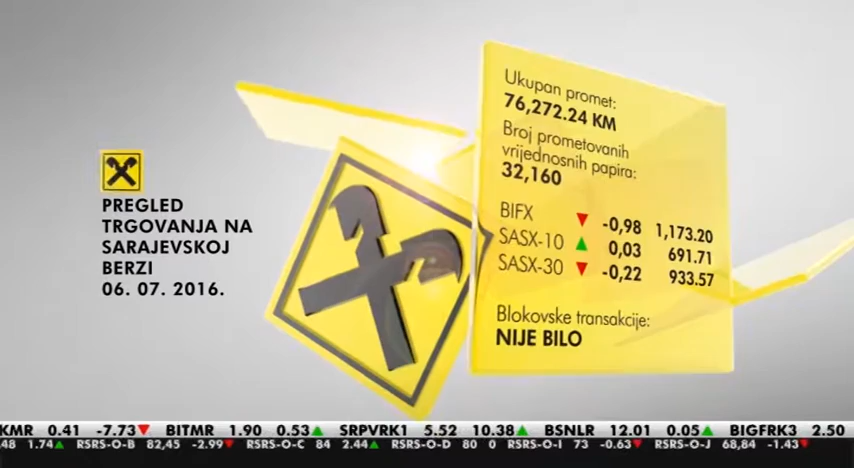 PREGLED
TRGOVANJA NA
SARAJEVSKOJ
BERZI
06. 07. 2016.
Ukupan promet:
76,272.24 KM
Broj prometovanih
vrijednosnih papira:
32,160
BIFX ▼ -0,98 1,173.20
SASX-10 ▲ 0,03 691.71
SASX-30 ▼ -0,22 933.57
Blokovske transakcije:
NIJE BILO
KMR 0.41 -7.73▼ BITMR 1.90 0.53▲ SRPVRK1 5.52 10.38▲ BSNLR 12.01 0.05▲ BIGFRK3 2.50
.48 1.74▲ RSRS-O-B 82,45 -2.99▼ RSRS-O-C 84 2.44▲ RSRS-O-D 80 0 RSRS-O-I 73 -0.63▼ RSRS-O-J 68,84 -1.43▼